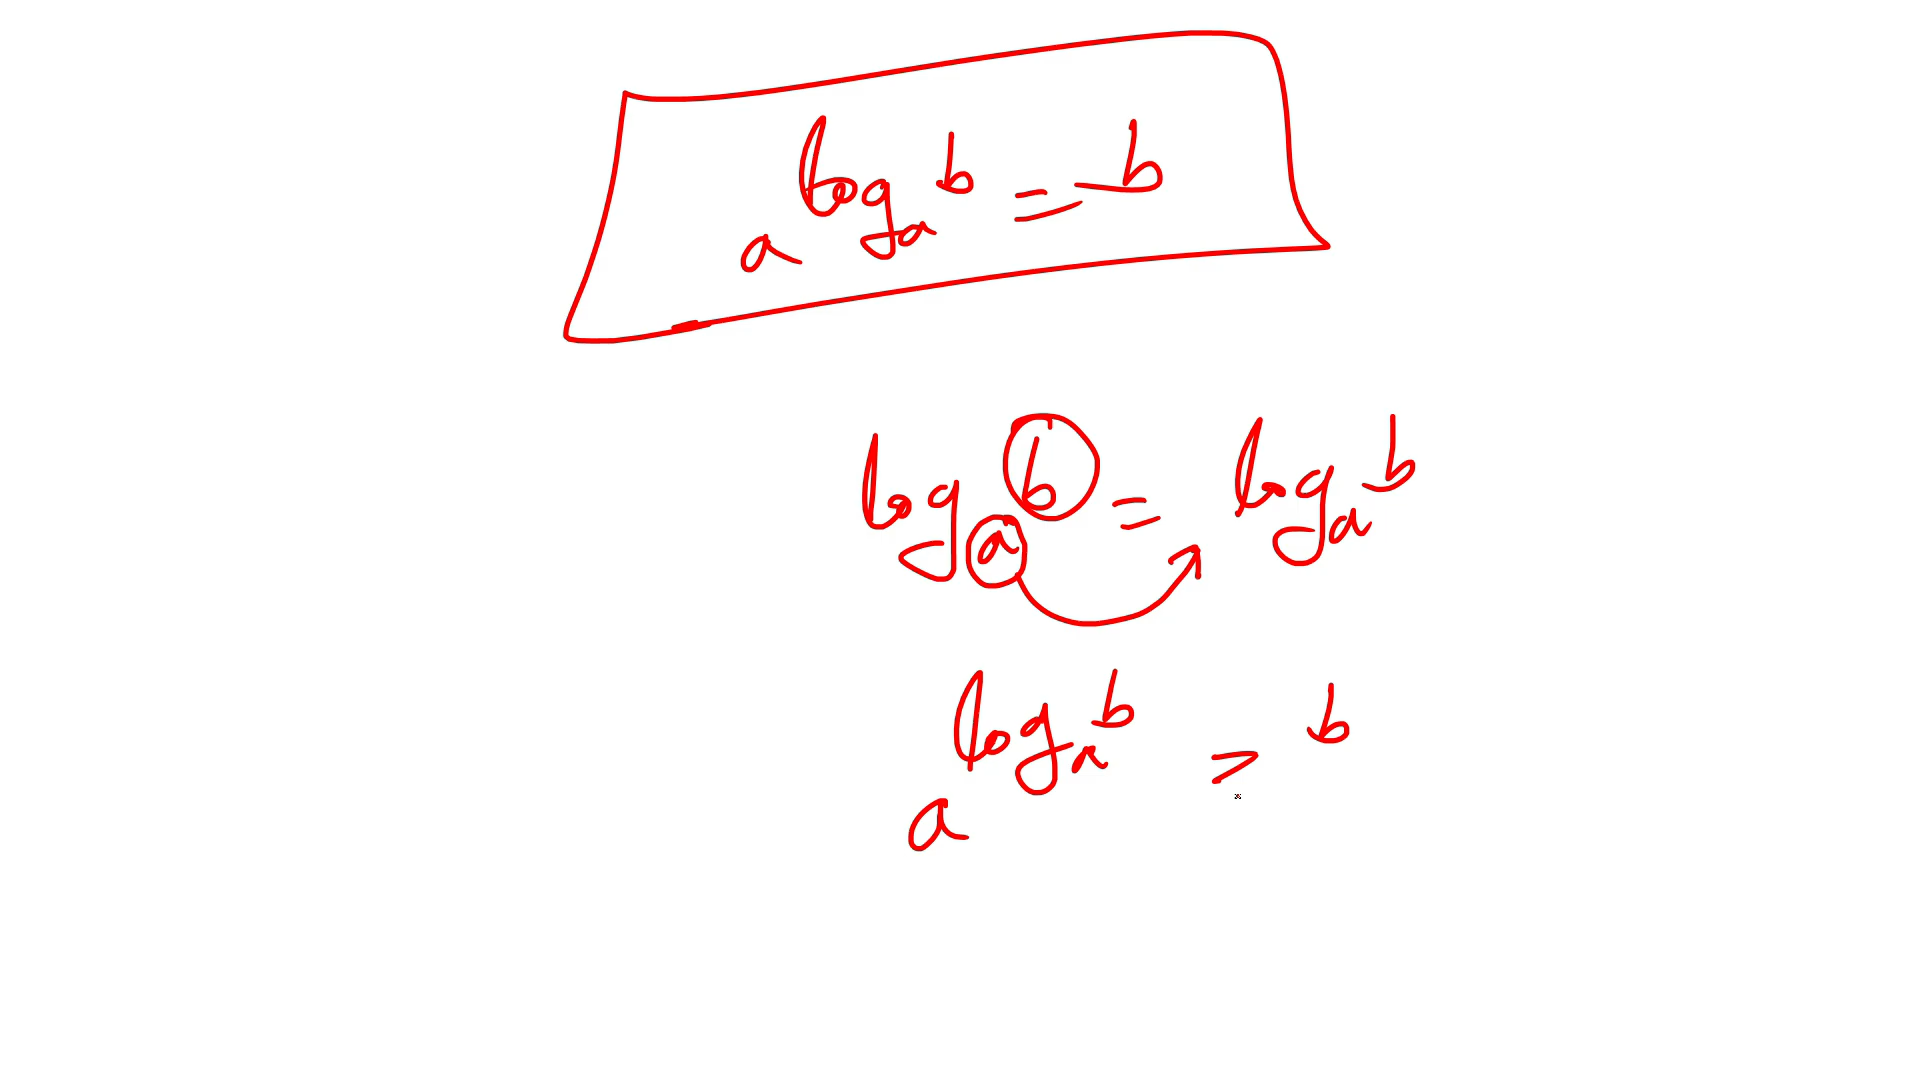 a^{log_a b} = b
log_a b = log_a b
a^{log_a b} = b